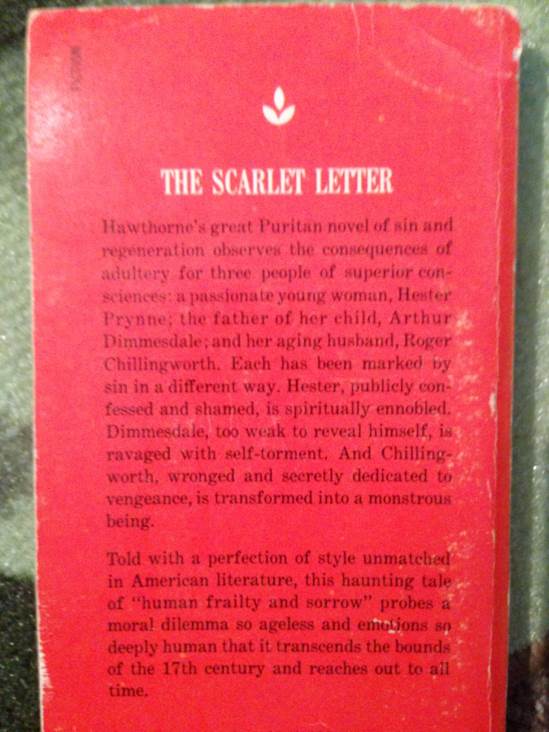 THE SCARLET LETTER
Hawthorne's great Puritan novel of sin and
regeneration observes the consequences of
adultery for three people of superior con-
sciences: a passionate young woman, Hester
Prynne; the father of her child, Arthur
Dimmesdale; and her aging husband, Roger
Chillingworth. Each has been marked by
sin in a different way. Hester, publicly con-
fessed and shamed, is spiritually ennobled.
Dimmesdale, too weak to reveal himself, is
ravaged with self-torment. And Chilling-
worth, wronged and secretly dedicated to
vengeance, is transformed into a monstrous
being.
Told with a perfection of style unmatched
in American literature, this haunting tale
of "human frailty and sorrow" probes a
moral dilemma so ageless and emotions so
deeply human that it transcends the bounds
of the 17th century and reaches out to all
time.